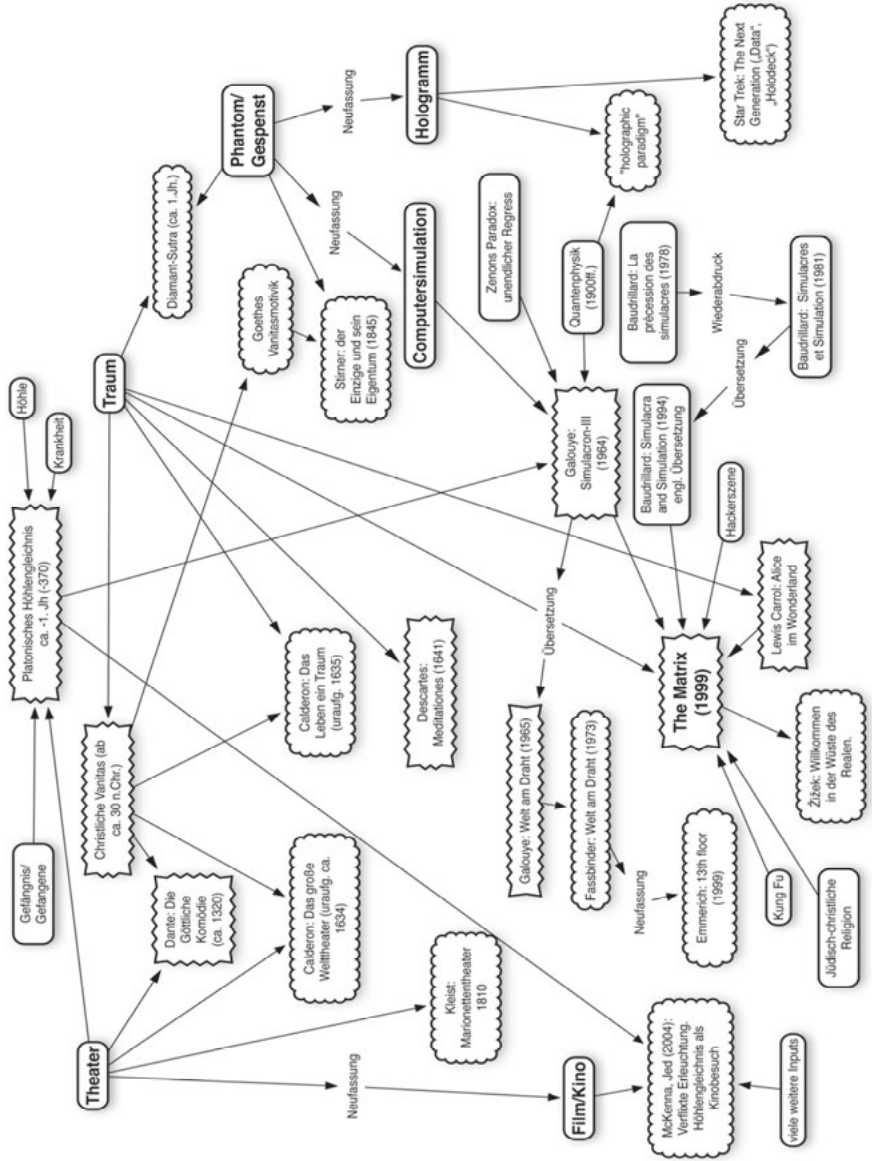 Höhle
Gefängnis/
Gefangene
Platonisches Höhlengleichnis
ca. -1. Jh (-370)
Krankheit
Theater
Christliche Vanitas (ab
ca. 30 n.Chr.)
Traum
Diamant-Sutra (ca. 1.Jh.)
Dante: Die
Göttliche
Komödie
(ca. 1320)
Phantom/
Gespenst
Goethes
Vanitasmotivik
Calderon: Das große
Welttheater (uraufg. ca.
1634)
Calderon: Das
Leben ein Traum
(uraufg. 1635)
Stirner: der
Einzige und sein
Eigentum (1845)
Neufassung
Neufassung
Neufassung
Kleist:
Marionettentheater
1810
Descartes:
Meditationes (1641)
Computersimulation
Hologramm
Zenons Paradox:
unendlicher Regress
Galouye: Welt am Draht (1965)
Übersetzung
Galouye:
Simulacron-III
(1964)
Quantenphysik
(1900ff.)
"holographic
paradigm"
Film/Kino
Fassbinder: Welt am Draht (1973)
Baudrillard: La
précession des
simulacres (1978)
Neufassung
Baudrillard: Simulacra
and Simulation (1994)
engl. Übersetzung
Wiederabdruck
McKenna, Jed (2004):
Verflixte Erleuchtung.
Höhlengleichnis als
Kinobesuch
Emmerich: 13th floor
(1999)
The Matrix
(1999)
Hackerszene
Übersetzung
Star Trek: The Next
Generation („Data“,
„Holodeck“)
Kung Fu
Lewis Carrol: Alice
im Wonderland
Baudrillard: Simulacres
et Simulation (1981)
viele weitere Inputs
Jüdisch-christliche
Religion
Žižek: Willkommen
in der Wüste des
Realen.